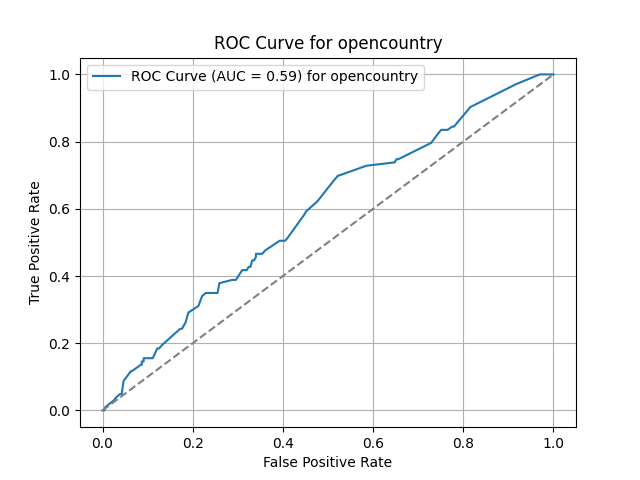 ROC Curve for opencountry
ROC Curve (AUC = 0.59) for opencountry
True Positive Rate
1.0
0.8
0.6
0.4
0.2
0.0
0.0 0.2 0.4 0.6 0.8 1.0
False Positive Rate